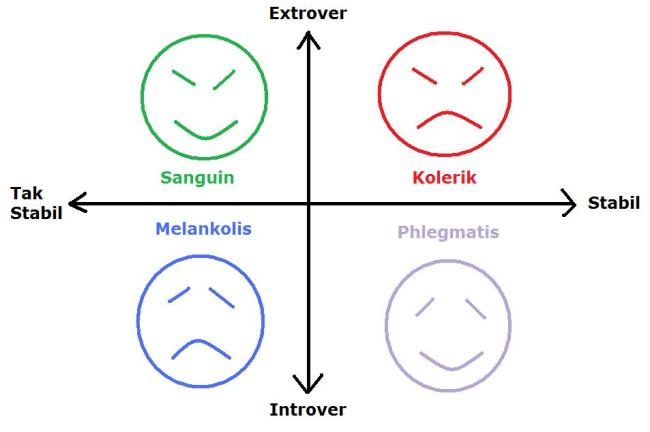 Extrover
Sanguin
Kolerik
Tak
Stabil
Stabil
Melankolis
Phlegmatis
Introver